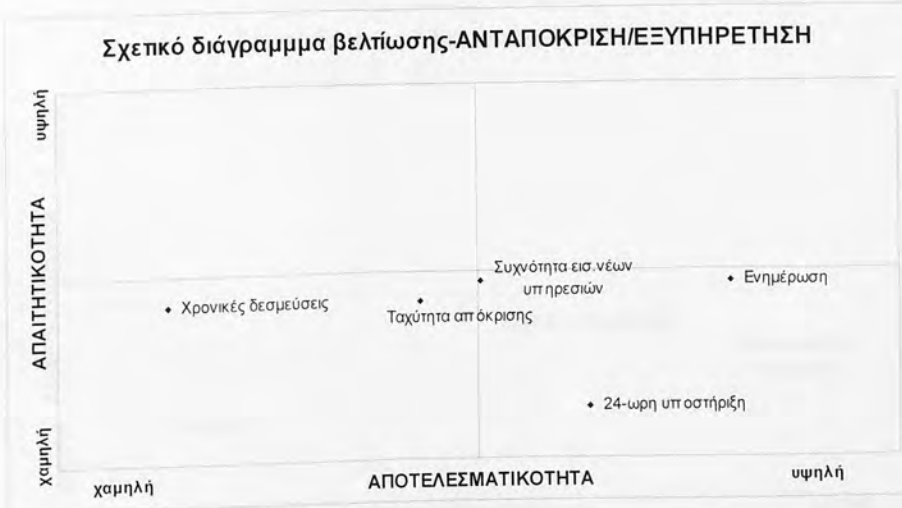 Σχετικό διάγραμμμα βελτίωσης-ΑΝΤΑΠΟΚΡΙΣΗ/ΕΞΥΠΗΡΕΤΗΣΗ
υψηλή
ΑΠΑΙΤΗΤΙΚΟΤΗΤΑ
χαμηλή
Συχνότητα εισ.νέων
υπηρεσιών
Ενημέρωση
Χρονικές δεσμεύσεις
Ταχύτητα απόκρισης
24-ωρη υποστήριξη
χαμηλή
ΑΠΟΤΕΛΕΣΜΑΤΙΚΟΤΗΤΑ
υψηλή